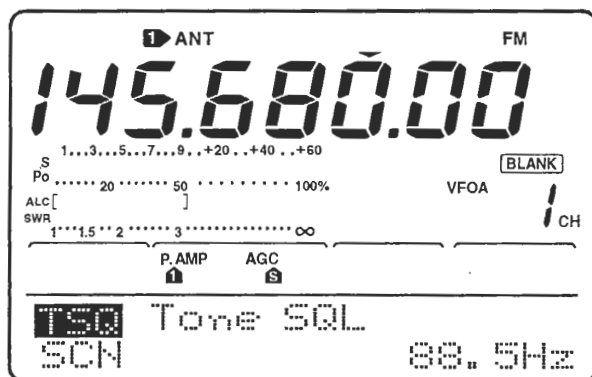 1 ANT FM
145.680.00
S 1...3...5...7...9..+20..+40..+60
BLANK
Po ...... 20 ....... 50 ........ 100%
VFOA 1 CH
ALC [ ]
SWR 1....1.5..2.......3................∞
P.AMP AGC
1 S
TSQ Tone SQL
SCN 88.5Hz